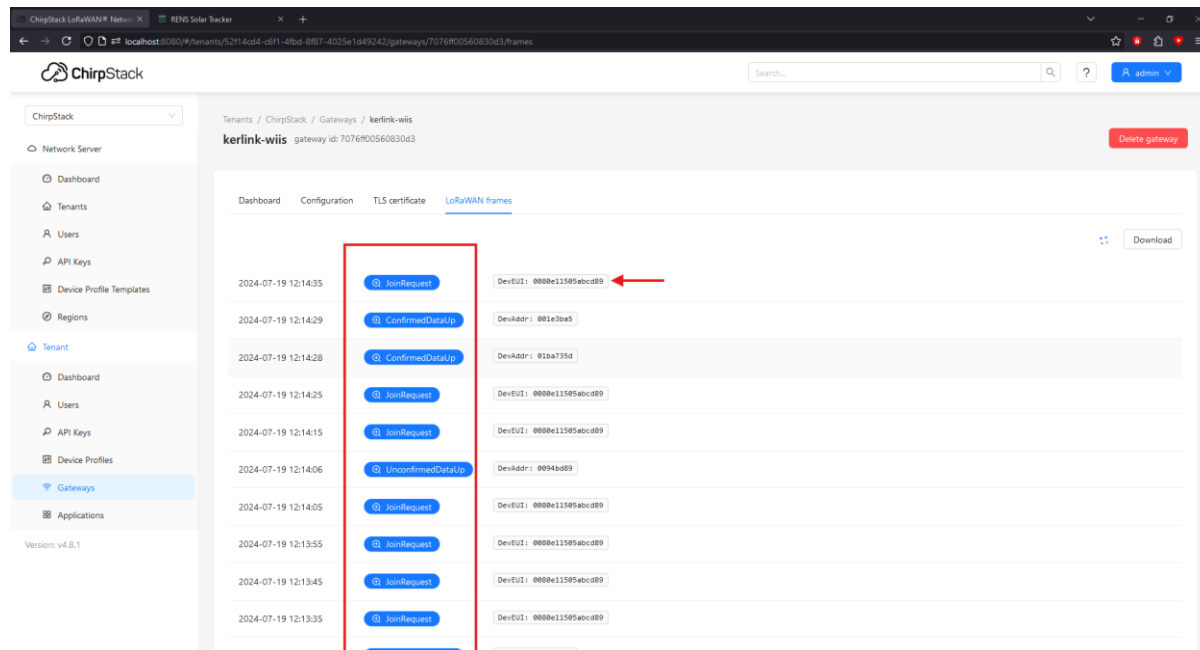 ChirpStack LoRaWAN® Networ
RENS Solar Tracker
localhost:8080/#/tenants/52f14cd4-c6f1-4fbd-8f87-4025e1d49242/gateways/7076ff00560830d3/frames
ChirpStack
Search...
?
admin
ChirpStack
Network Server
Dashboard
Tenants
Users
API Keys
Device Profile Templates
Regions
Tenant
Dashboard
Users
API Keys
Device Profiles
Gateways
Applications
Version: v4.8.1
Tenants / ChirpStack / Gateways / kerlink-wiis
kerlink-wiis gateway id: 7076ff00560830d3
Delete gateway
Dashboard Configuration TLS certificate LoRaWAN frames
Download
2024-07-19 12:14:35 JoinRequest DevEUI: 0080e11505abcd89
2024-07-19 12:14:29 ConfirmedDataUp DevAddr: 001e3ba5
2024-07-19 12:14:28 ConfirmedDataUp DevAddr: 01ba735d
2024-07-19 12:14:25 JoinRequest DevEUI: 0080e11505abcd89
2024-07-19 12:14:15 JoinRequest DevEUI: 0080e11505abcd89
2024-07-19 12:14:06 UnconfirmedDataUp DevAddr: 0094bd89
2024-07-19 12:14:05 JoinRequest DevEUI: 0080e11505abcd89
2024-07-19 12:13:55 JoinRequest DevEUI: 0080e11505abcd89
2024-07-19 12:13:45 JoinRequest DevEUI: 0080e11505abcd89
2024-07-19 12:13:35 JoinRequest DevEUI: 0080e11505abcd89